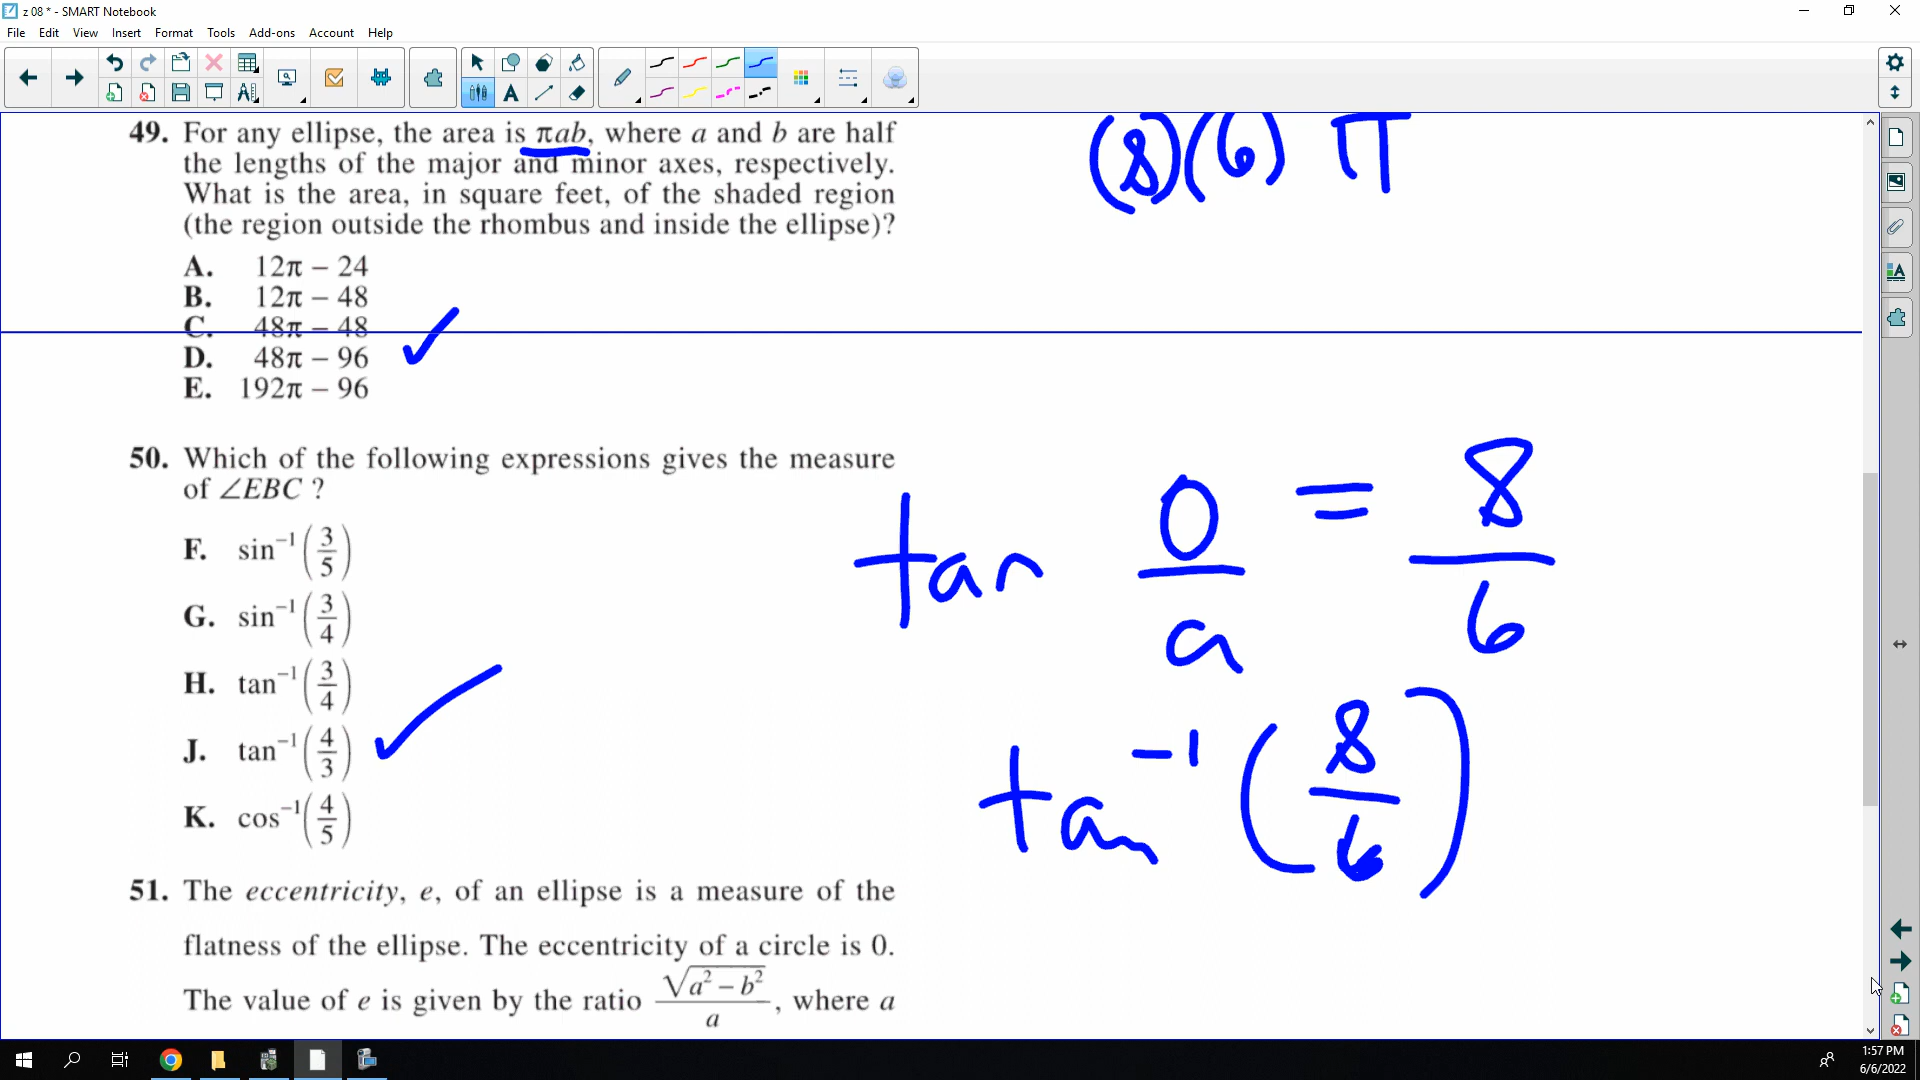 z 08 * - SMART Notebook
File Edit View Insert Format Tools Add-ons Account Help
49. For any ellipse, the area is πab, where a and b are half
the lengths of the major and minor axes, respectively.
What is the area, in square feet, of the shaded region
(the region outside the rhombus and inside the ellipse)?
(8)(6) π
A. 12π – 24
B. 12π – 48
C. 48π – 48
D. 48π – 96
E. 192π – 96
50. Which of the following expressions gives the measure
of ∠EBC ?
F. sin⁻¹(3/5)
G. sin⁻¹(3/4)
H. tan⁻¹(3/4)
J. tan⁻¹(4/3)
K. cos⁻¹(4/5)
tan o/a = 8/6
tan⁻¹(8/6)
51. The eccentricity, e, of an ellipse is a measure of the
flatness of the ellipse. The eccentricity of a circle is 0.
The value of e is given by the ratio √(a² – b²)/a, where a
1:57 PM
6/6/2022